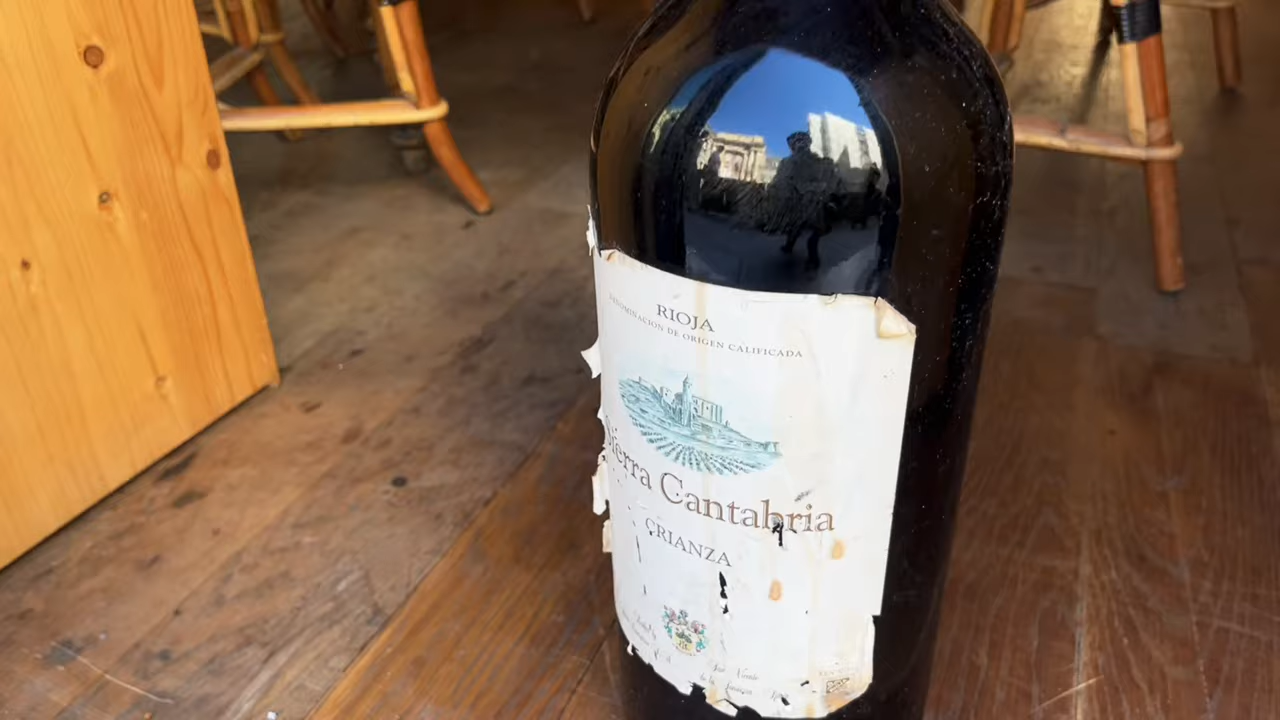 RIOJA
DENOMINACION DE ORIGEN CALIFICADA
Sierra Cantabria
CRIANZA